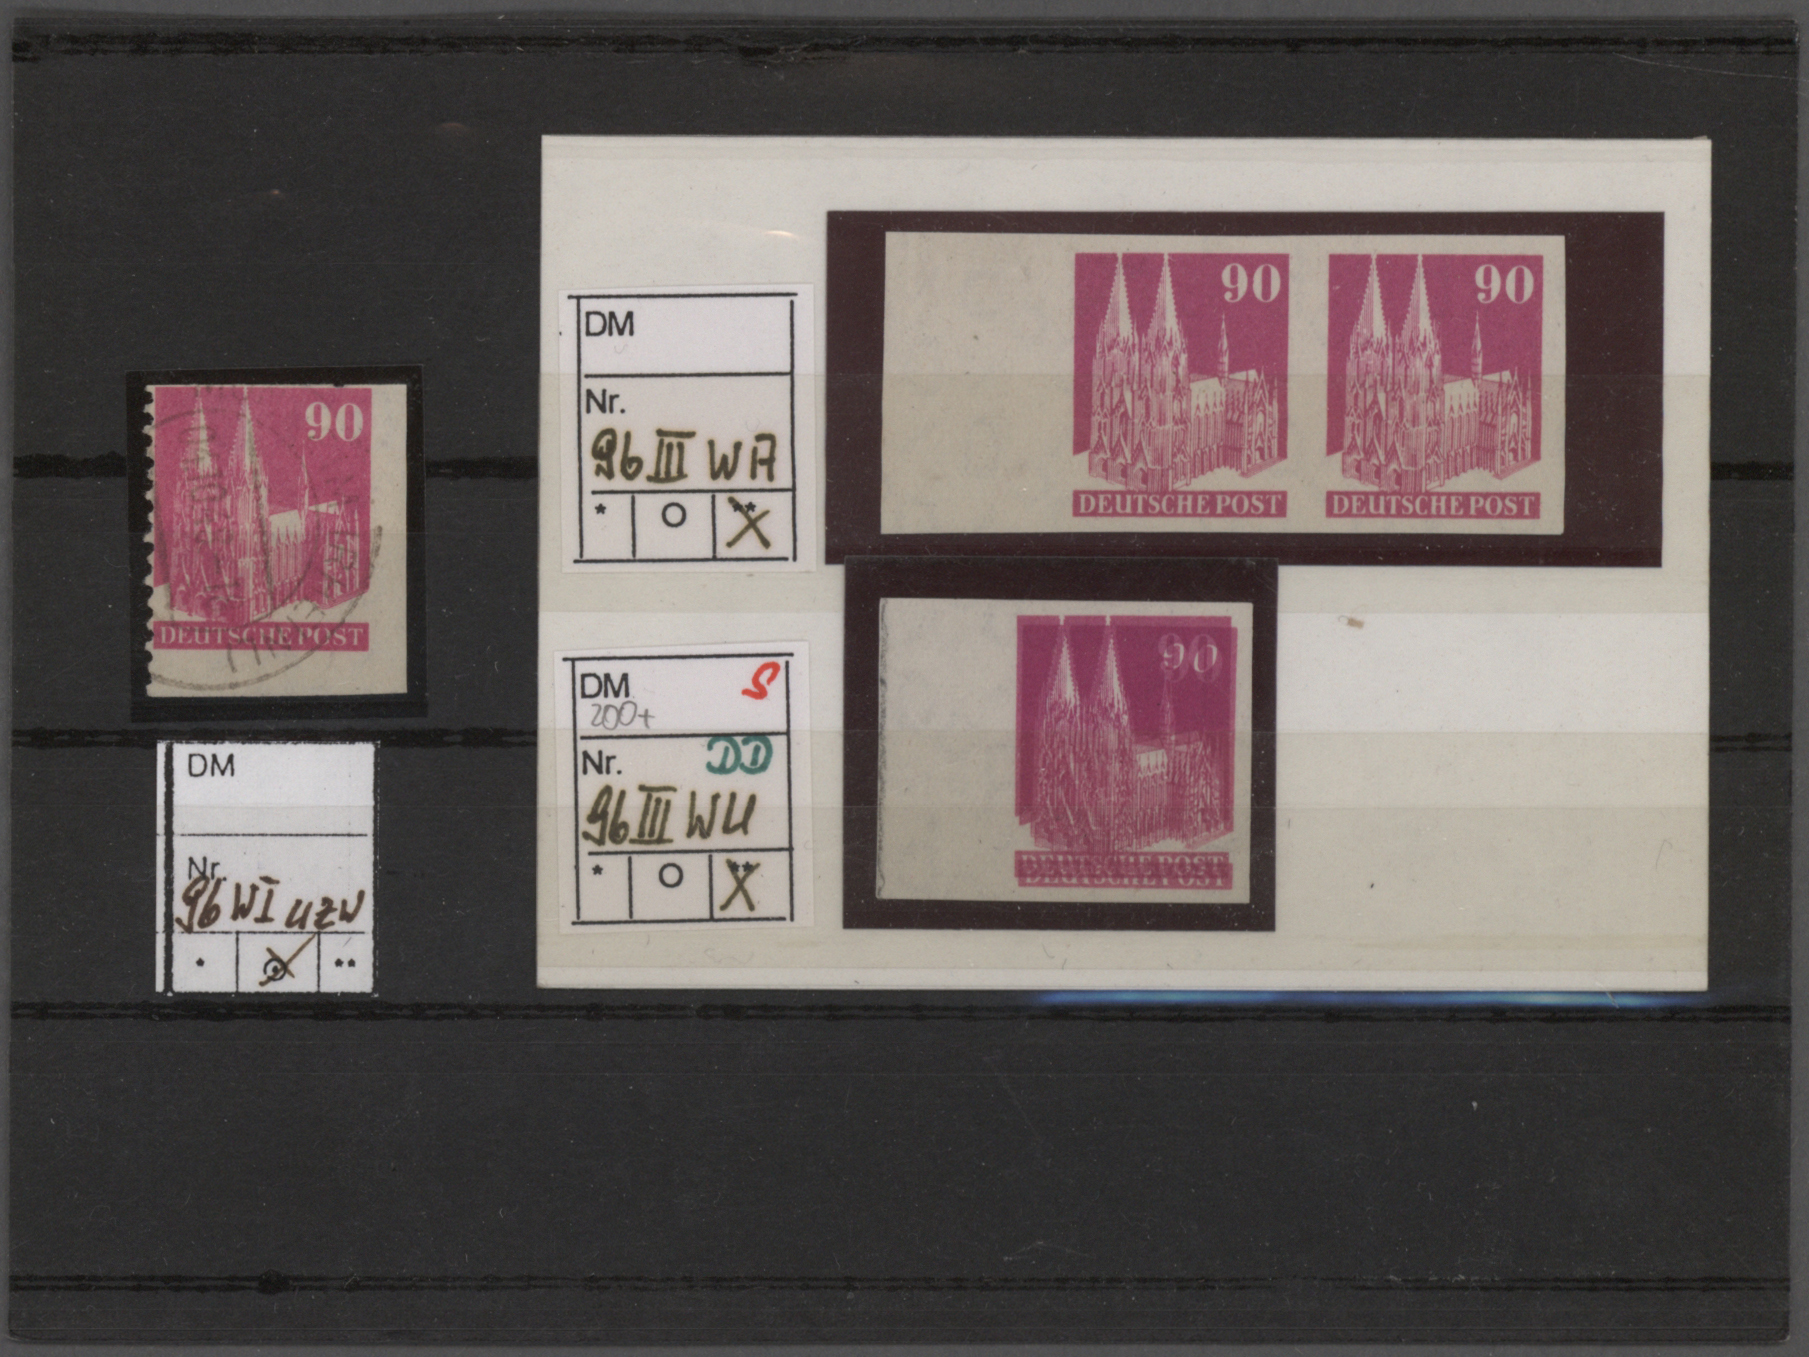 90
DEUTSCHE POST
DM
Nr.
96 WI uzw
* O **
DM
Nr.
96 III WA
* O **
X
90
DEUTSCHE POST
90
DEUTSCHE POST
DM S
200+
Nr. DD
96 III WU
* O **
X
90
DEUTSCHE POST